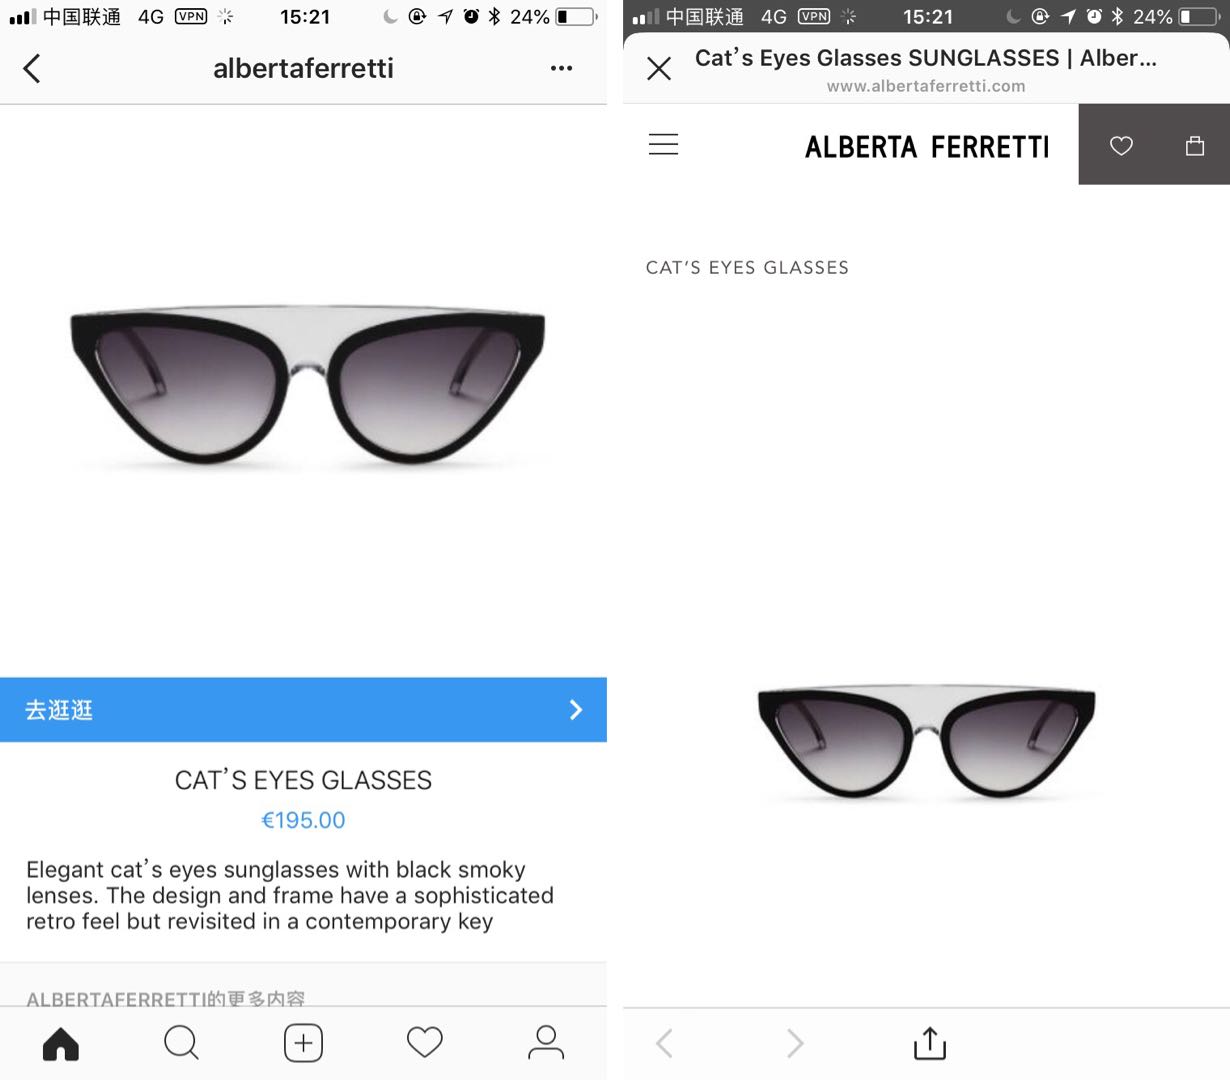 中国联通 4G VPN 15:21 24%
albertaferretti
去逛逛
CAT'S EYES GLASSES
€195.00
Elegant cat's eyes sunglasses with black smoky
lenses. The design and frame have a sophisticated
retro feel but revisited in a contemporary key
ALBERTAFERRETTI的更多内容
中国联通 4G VPN 15:21 24%
Cat's Eyes Glasses SUNGLASSES | Alber...
www.albertaferretti.com
ALBERTA FERRETTI
CAT'S EYES GLASSES